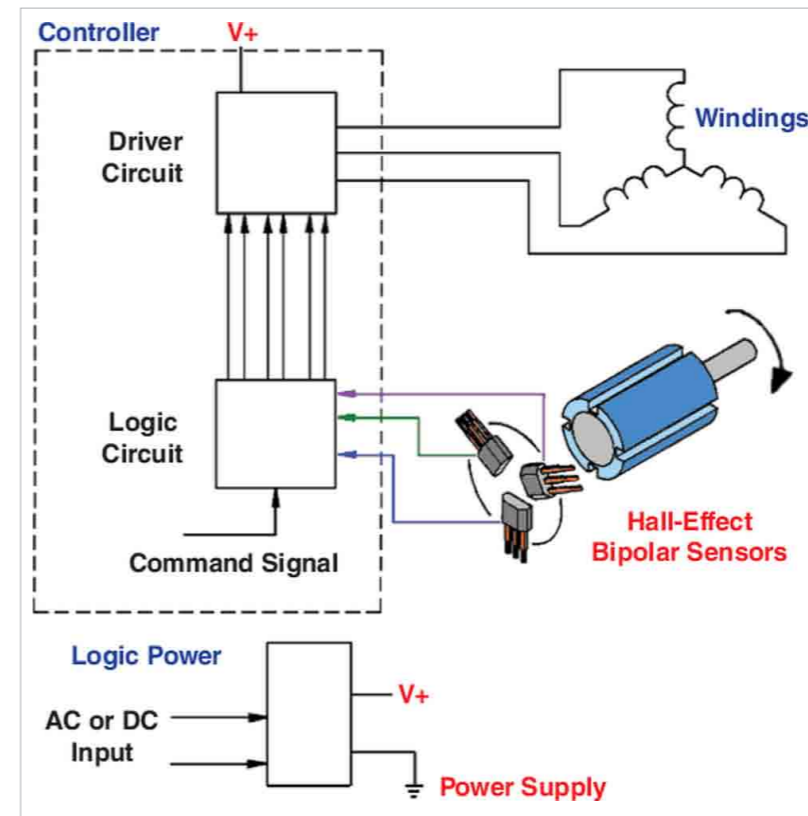 Controller
V+
Driver
Circuit
Windings
Logic
Circuit
Command Signal
Hall-Effect
Bipolar Sensors
Logic Power
V+
AC or DC
Input
Power Supply